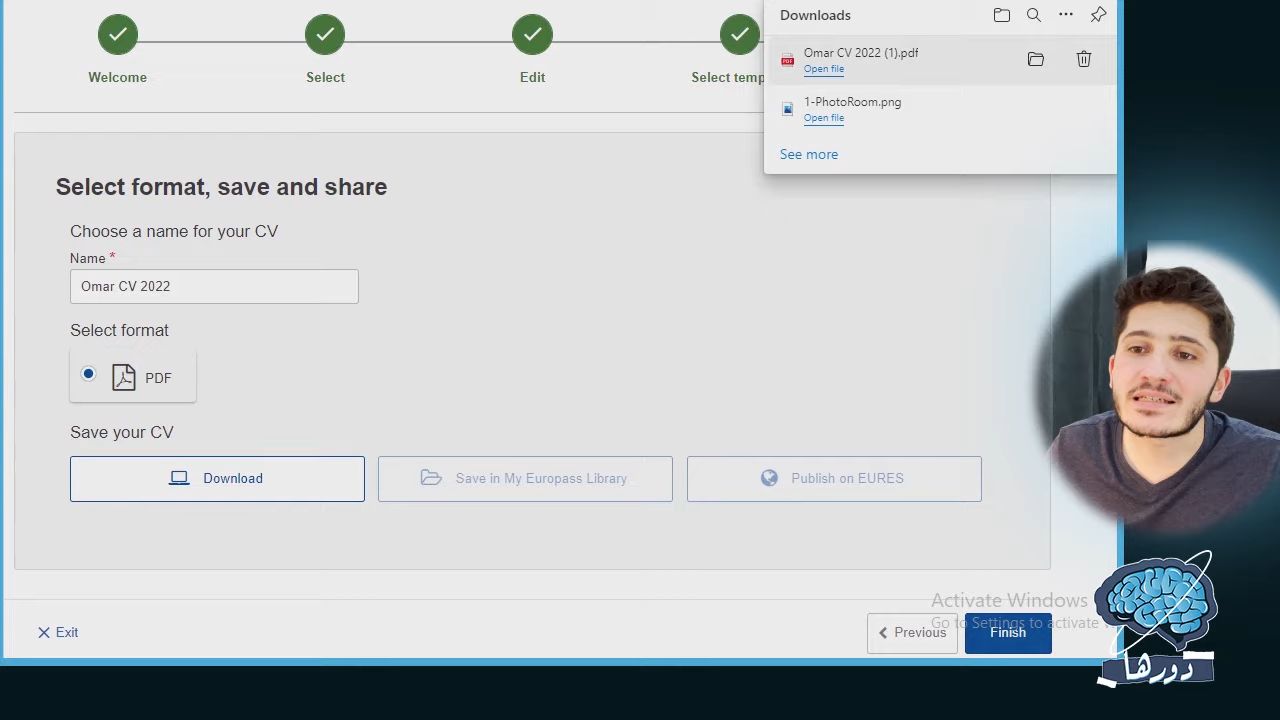 Welcome
Select
Edit
Select temp
Downloads
Omar CV 2022 (1).pdf
Open file
1-PhotoRoom.png
Open file
See more
Select format, save and share
Choose a name for your CV
Name *
Omar CV 2022
Select format
PDF
Save your CV
Download
Save in My Europass Library
Publish on EURES
Activate Windows
Go to Settings to activate
Exit
Previous
Finish
دورها